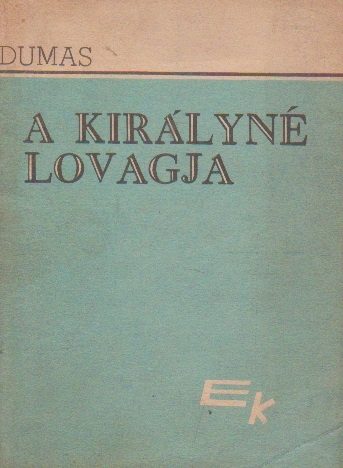 DUMAS
A KIRÁLYNÉ
LOVAGJA
EK